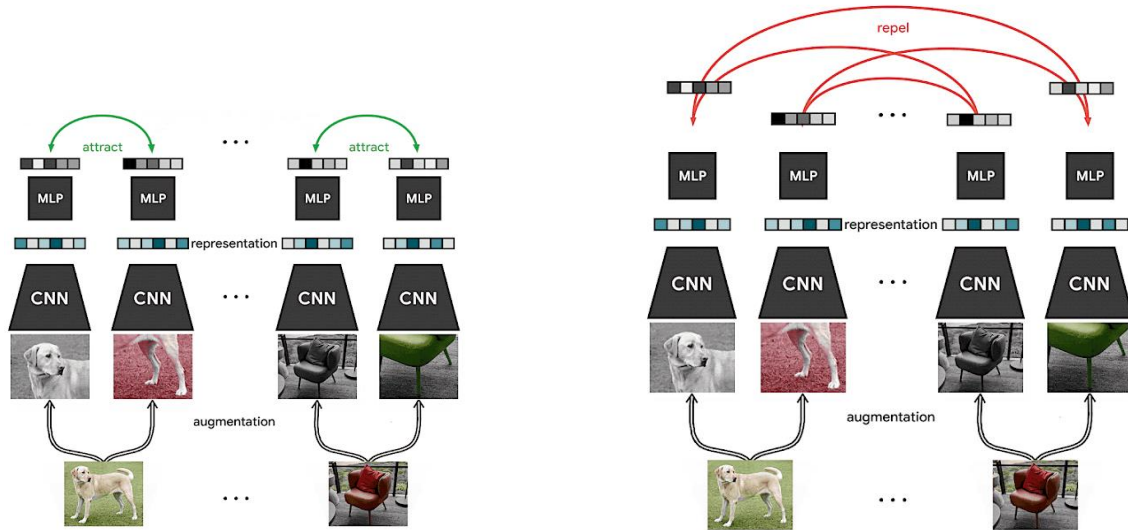 attract
attract
MLP
MLP
MLP
MLP
representation
CNN
CNN
CNN
CNN
augmentation
repel
MLP
MLP
MLP
MLP
representation
CNN
CNN
CNN
CNN
augmentation